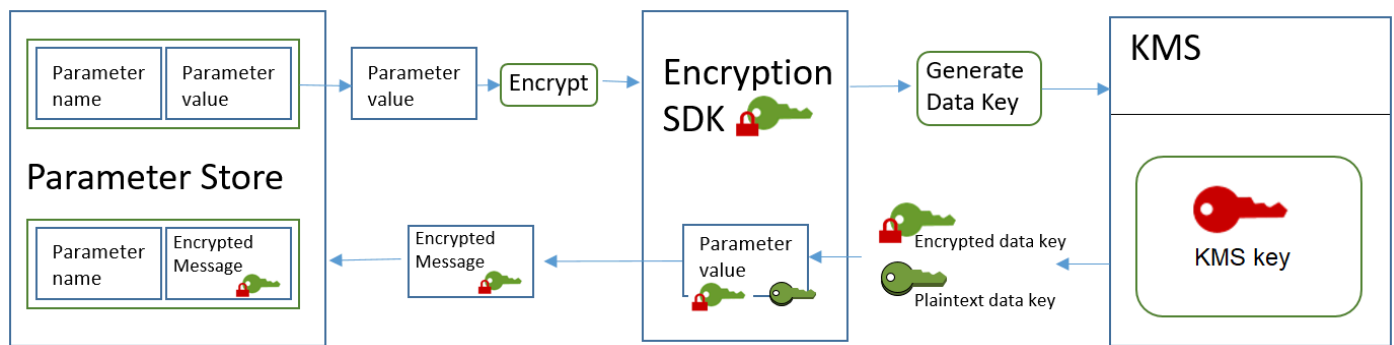 Parameter
name
Parameter
value
Parameter
value
Encrypt
Encryption
SDK
Generate
Data Key
KMS
Parameter Store
Parameter
name
Encrypted
Message
Encrypted
Message
Parameter
value
Encrypted data key
Plaintext data key
KMS key